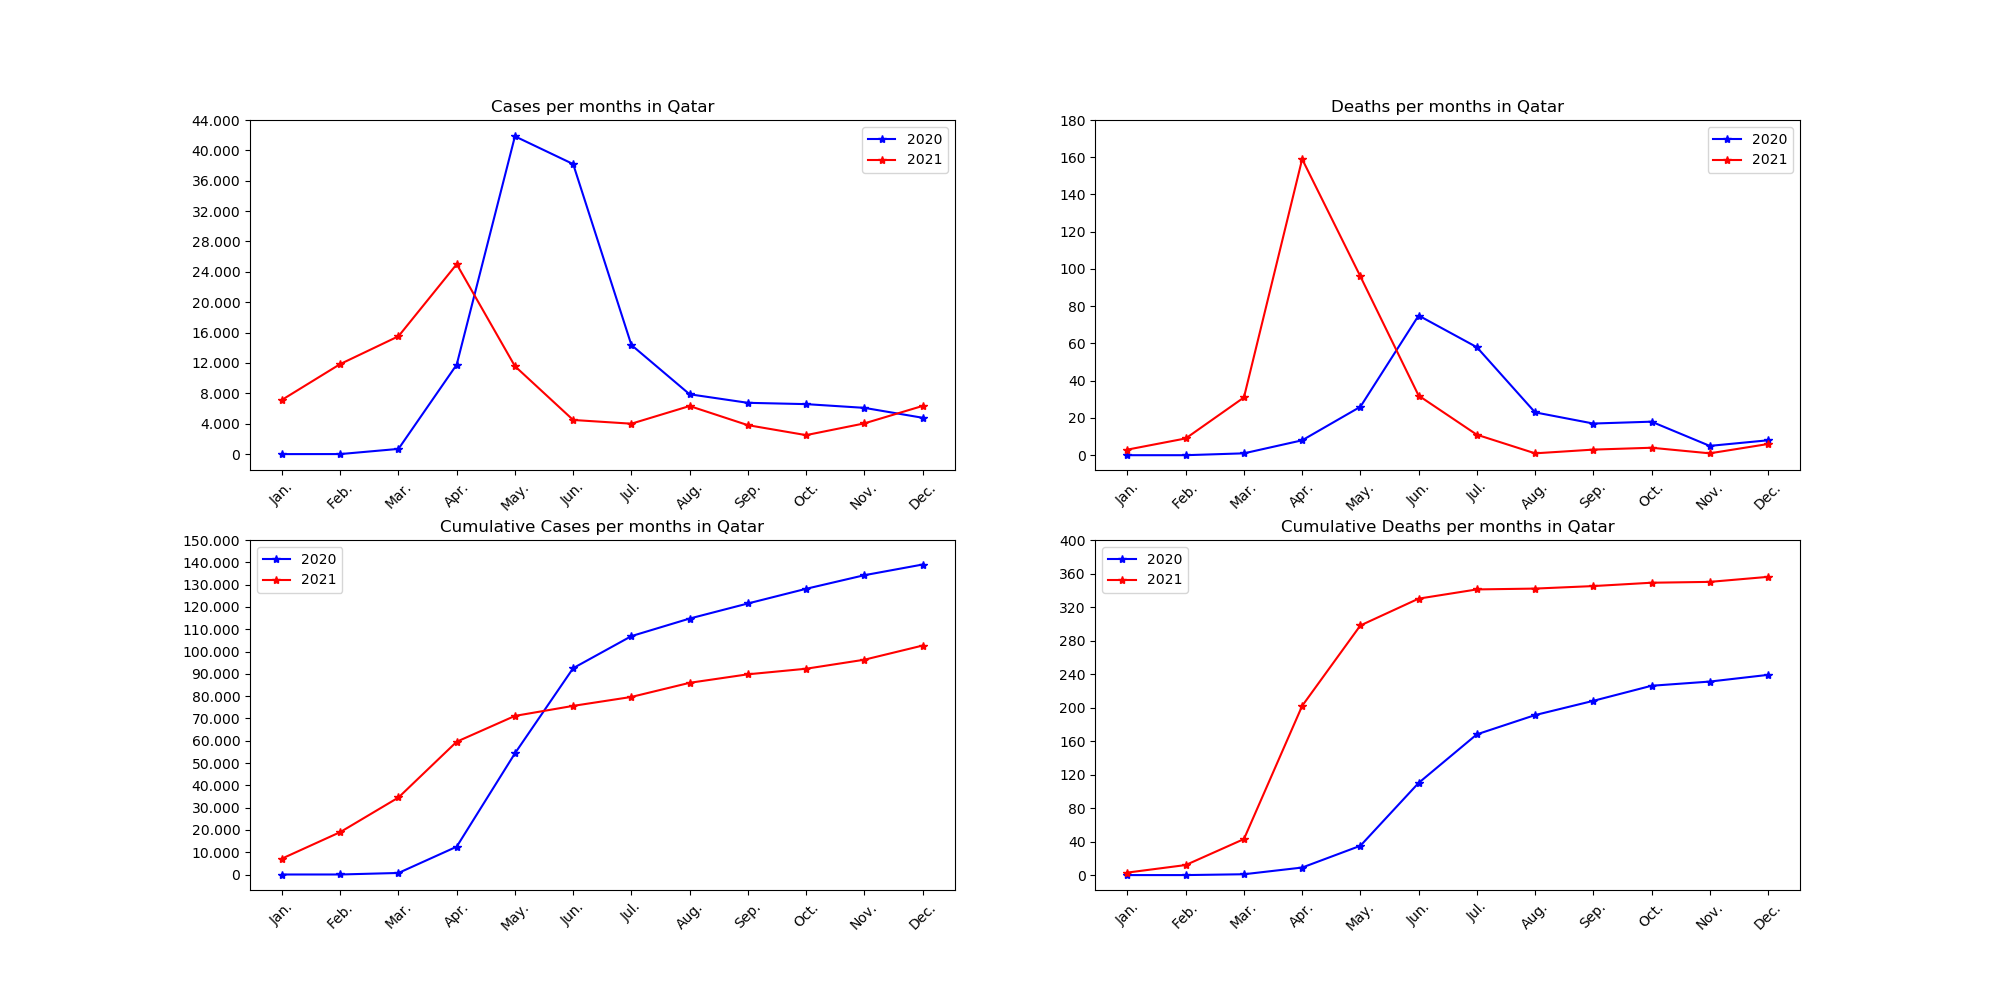 Cases per months in Qatar
44.000
40.000
36.000
32.000
28.000
24.000
20.000
16.000
12.000
8.000
4.000
0
2020
2021
Jan.
Feb.
Mar.
Apr.
May.
Jun.
Jul.
Aug.
Sep.
Oct.
Nov.
Dec.
Deaths per months in Qatar
180
160
140
120
100
80
60
40
20
0
2020
2021
Jan.
Feb.
Mar.
Apr.
May.
Jun.
Jul.
Aug.
Sep.
Oct.
Nov.
Dec.
Cumulative Cases per months in Qatar
150.000
140.000
130.000
120.000
110.000
100.000
90.000
80.000
70.000
60.000
50.000
40.000
30.000
20.000
10.000
0
2020
2021
Jan.
Feb.
Mar.
Apr.
May.
Jun.
Jul.
Aug.
Sep.
Oct.
Nov.
Dec.
Cumulative Deaths per months in Qatar
400
360
320
280
240
200
160
120
80
40
0
2020
2021
Jan.
Feb.
Mar.
Apr.
May.
Jun.
Jul.
Aug.
Sep.
Oct.
Nov.
Dec.